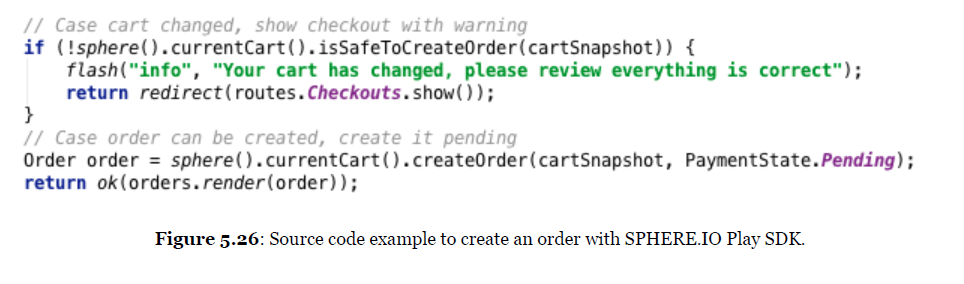 // Case cart changed, show checkout with warning
if (!sphere().currentCart().isSafeToCreateOrder(cartSnapshot)) {
    flash("info", "Your cart has changed, please review everything is correct");
    return redirect(routes.Checkouts.show());
}
// Case order can be created, create it pending
Order order = sphere().currentCart().createOrder(cartSnapshot, PaymentState.Pending);
return ok(orders.render(order));
Figure 5.26: Source code example to create an order with SPHERE.IO Play SDK.